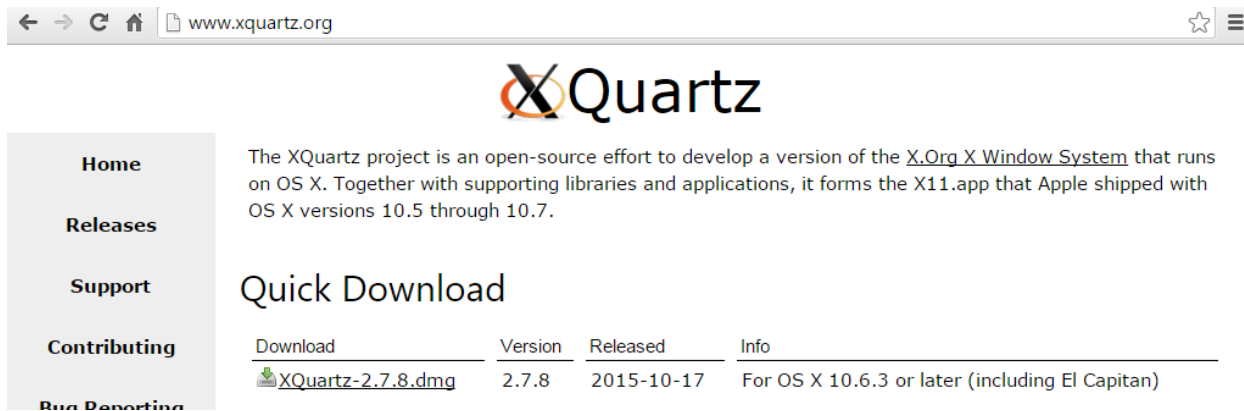 www.xquartz.org
XQuartz
Home
Releases
Support
Contributing
Bug Reporting
The XQuartz project is an open-source effort to develop a version of the X.Org X Window System that runs
on OS X. Together with supporting libraries and applications, it forms the X11.app that Apple shipped with
OS X versions 10.5 through 10.7.
Quick Download
Download Version Released Info
XQuartz-2.7.8.dmg 2.7.8 2015-10-17 For OS X 10.6.3 or later (including El Capitan)